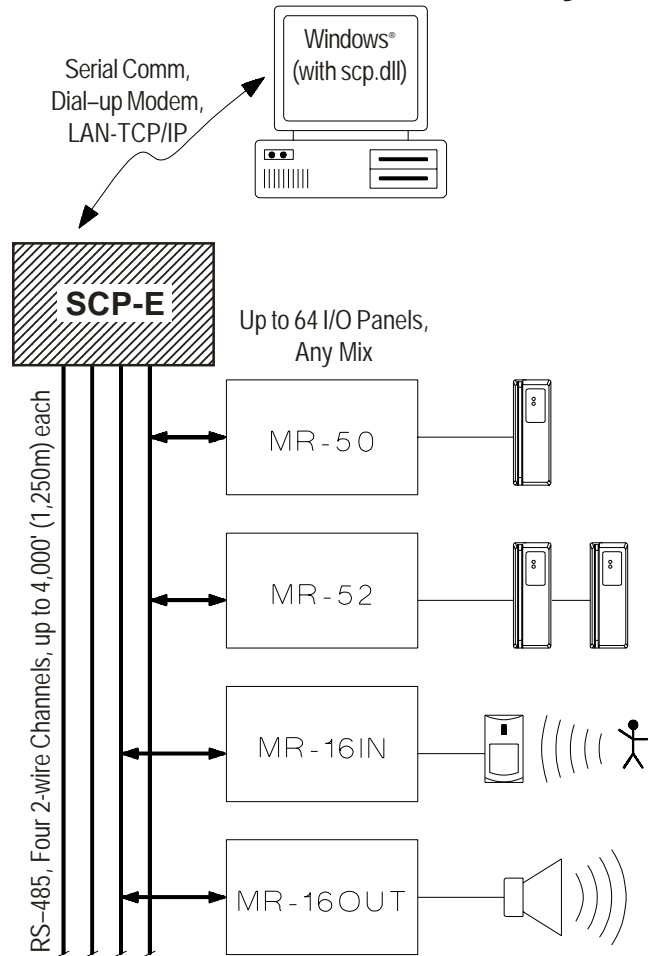 Windows®
(with scp.dll)
Serial Comm,
Dial–up Modem,
LAN-TCP/IP
SCP-E
Up to 64 I/O Panels,
Any Mix
RS–485, Four 2-wire Channels, up to 4,000' (1,250m) each
MR-50
MR-52
MR-16IN
MR-16OUT